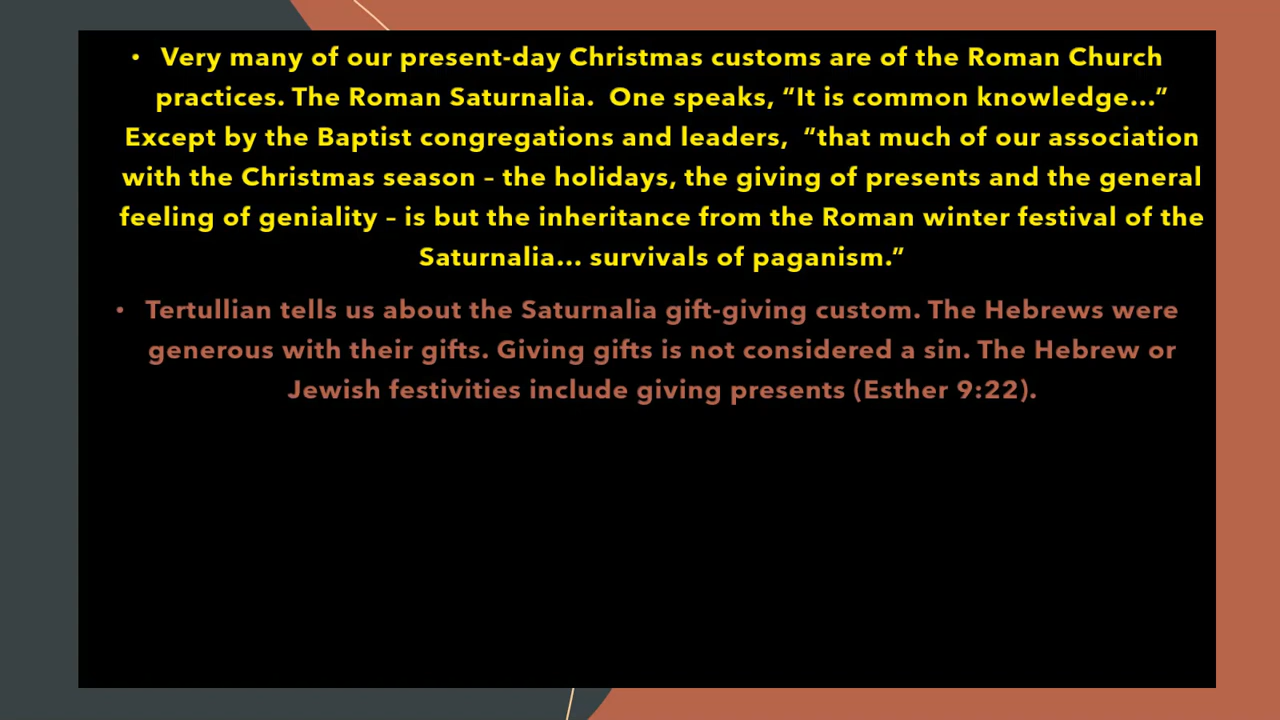 • Very many of our present-day Christmas customs are of the Roman Church
practices. The Roman Saturnalia.  One speaks, “It is common knowledge…”
Except by the Baptist congregations and leaders,  “that much of our association
with the Christmas season – the holidays, the giving of presents and the general
feeling of geniality – is but the inheritance from the Roman winter festival of the
Saturnalia… survivals of paganism.”
• Tertullian tells us about the Saturnalia gift-giving custom. The Hebrews were
generous with their gifts. Giving gifts is not considered a sin. The Hebrew or
Jewish festivities include giving presents (Esther 9:22).